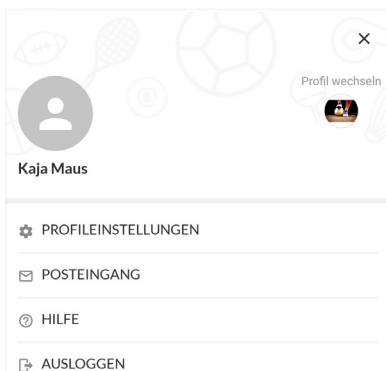 Profil wechseln
Kaja Maus
PROFILEINSTELLUNGEN
POSTEINGANG
HILFE
AUSLOGGEN